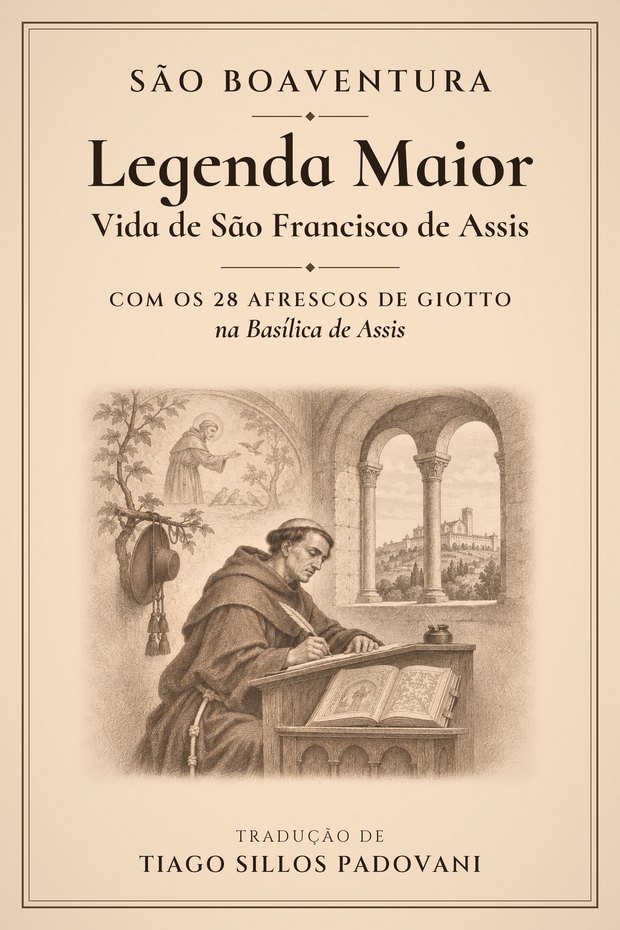 SÃO BOAVENTURA
Legenda Maior
Vida de São Francisco de Assis
COM OS 28 AFRESCOS DE GIOTTO
na Basílica de Assis
TRADUÇÃO DE
TIAGO SILLOS PADOVANI